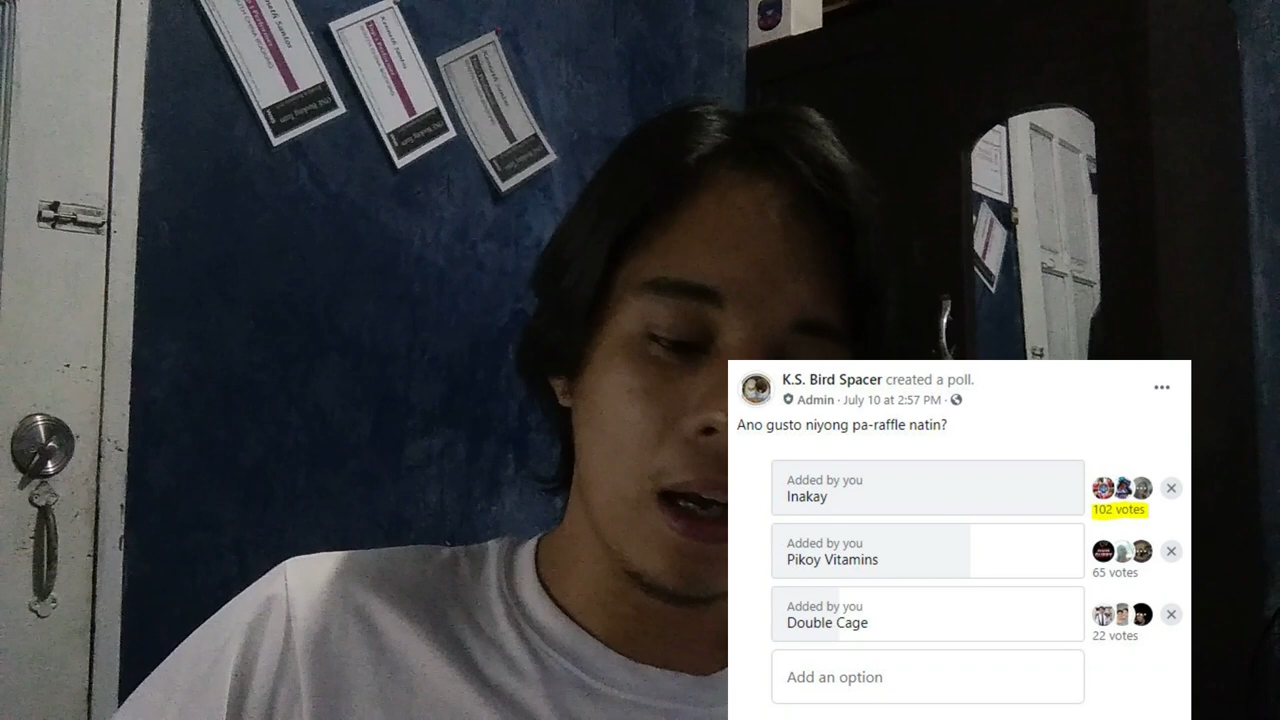 K.S. Bird Spacer created a poll.
Admin · July 10 at 2:57 PM ·
Ano gusto niyong pa-raffle natin?
Added by you
Inakay
102 votes
Added by you
Pikoy Vitamins
65 votes
Added by you
Double Cage
22 votes
Add an option